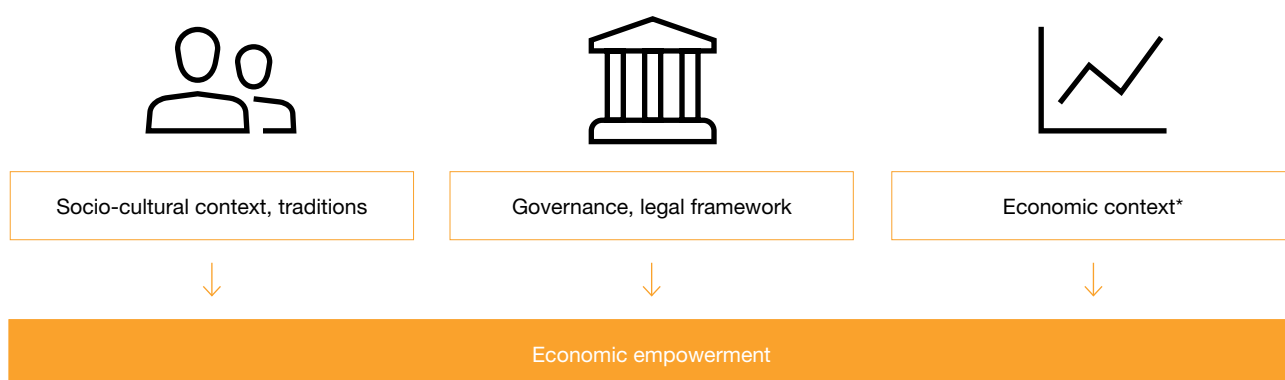 Socio-cultural context, traditions
Governance, legal framework
Economic context*
Economic empowerment